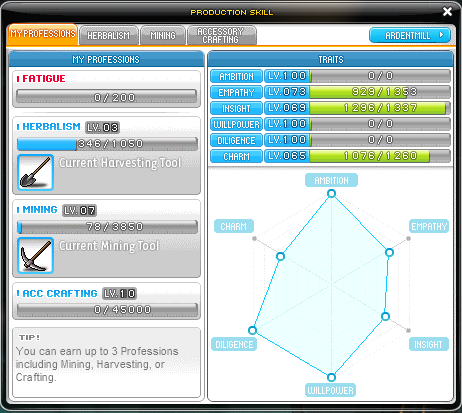 PRODUCTION SKILL
MY PROFESSIONS
HERBALISM
MINING
ACCESSORY
CRAFTING
ARDENTMILL
MY PROFESSIONS
FATIGUE
0/200
HERBALISM LV.03
346/1050
Current Harvesting Tool
MINING LV.07
78/3850
Current Mining Tool
ACC CRAFTING LV.10
0/45000
TIP!
You can earn up to 3 Professions
including Mining, Harvesting, or
Crafting.
TRAITS
AMBITION LV.100 0/0
EMPATHY LV.073 929/1353
INSIGHT LV.069 1296/1337
WILLPOWER LV.100 0/0
DILIGENCE LV.100 0/0
CHARM LV.065 1076/1260
AMBITION
CHARM
EMPATHY
DILIGENCE
INSIGHT
WILLPOWER